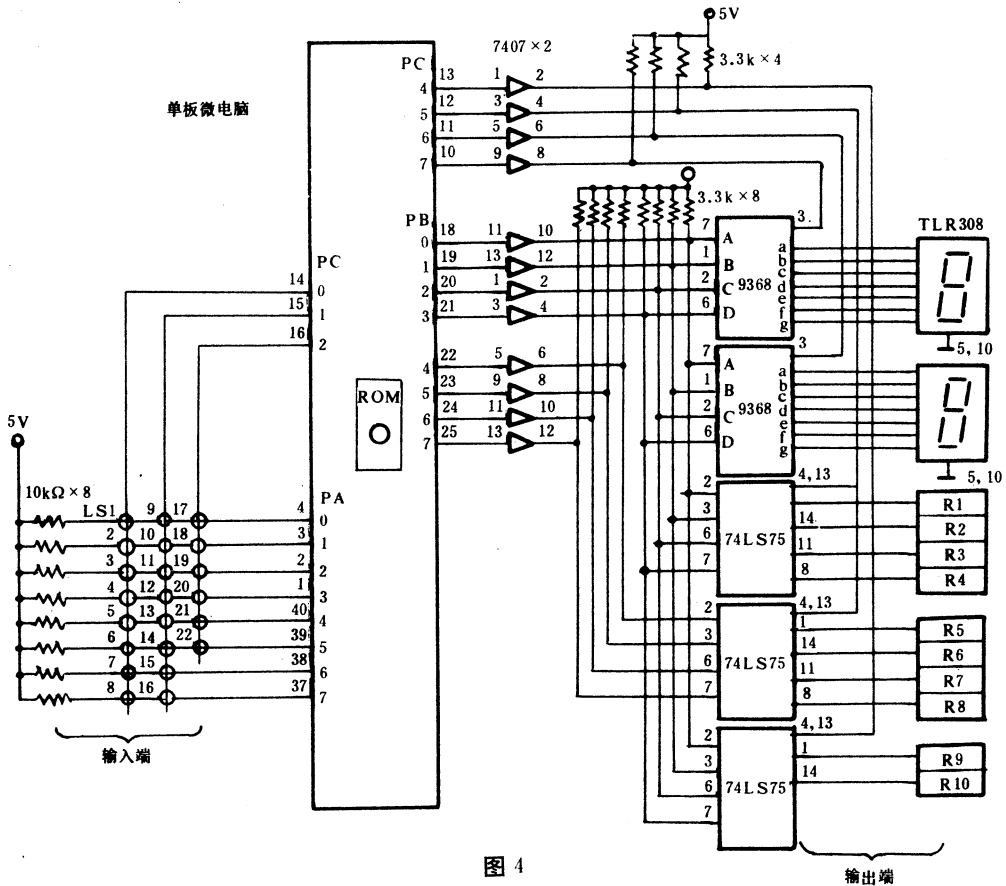 5V
7407×2
3.3k×4
单板微电脑
PC
4 13 1 2
5 12 3 4
6 11 5 6
7 10 9 8
3.3k×8
PB
0 18 11 10
1 19 13 12
2 20 1 2
3 21 3 4
4 22 5 6
5 23 9 8
6 24 11 10
7 25 13 12
PC
14 0
15 1
16 2
ROM
5V
10kΩ×8
PA
LS1 9 17 4 0
2 10 18 3 1
3 11 19 2 2
4 12 20 1 3
5 13 21 40 4
6 14 22 39 5
7 15 38 6
8 16 37 7
输入端
7 A 3
1 B
2 C
6 D
9368
a
b
c
d
e
f
g
TLR308
5, 10
7 A 3
1 B
2 C
6 D
9368
a
b
c
d
e
f
g
5, 10
2 4,13
3
6
7
74LS75
R1
14 R2
11 R3
8 R4
2 4,13
3
6
7
74LS75
1 R5
14 R6
11 R7
8 R8
2 4,13
3
6
7
74LS75
1 R9
14 R10
输出端
图 4